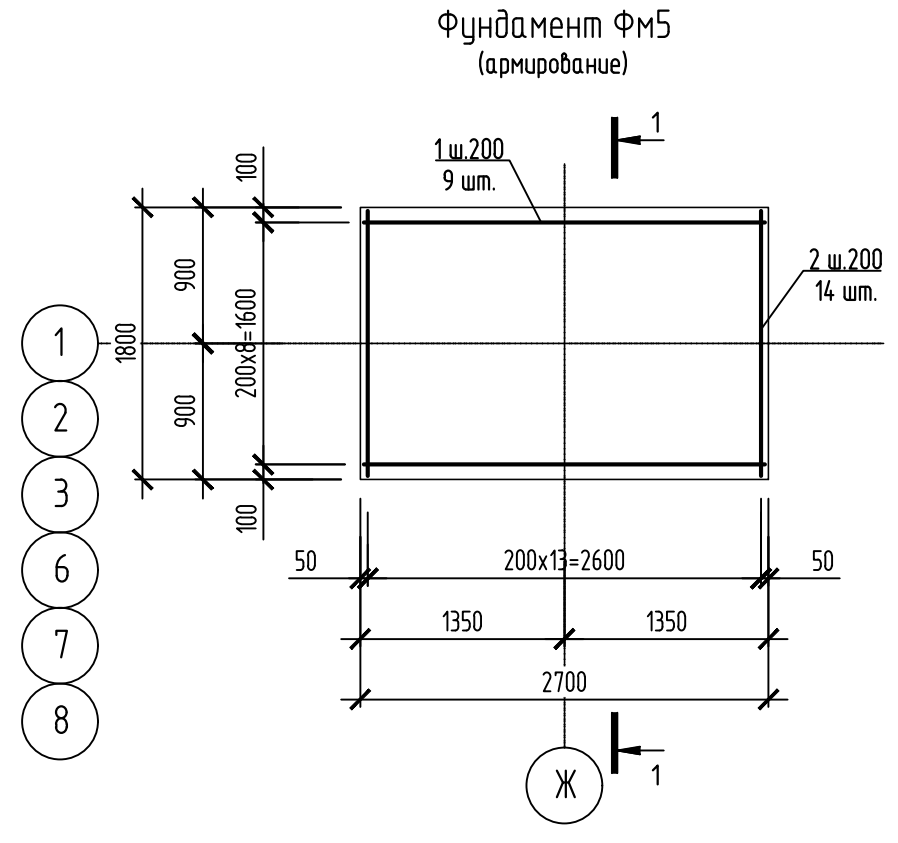 Фундамент Фм5
(армирование)
1
1 ш.200
9 шт.
100
2 ш.200
14 шт.
900
200х8=1600
1800
900
100
1
2
3
6
7
8
50
200х13=2600
50
1350
1350
2700
1
Ж